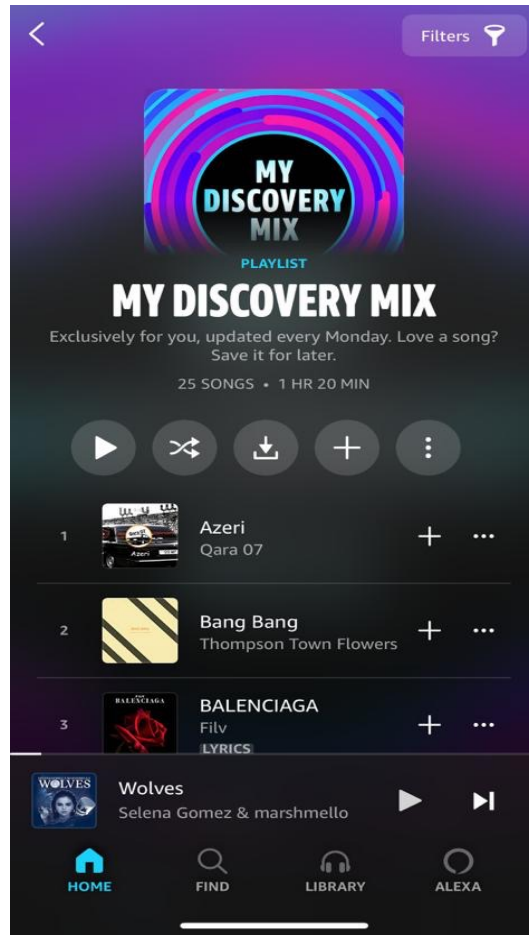 Filters
MY
DISCOVERY
MIX
PLAYLIST
MY DISCOVERY MIX
Exclusively for you, updated every Monday. Love a song?
Save it for later.
25 SONGS • 1 HR 20 MIN
1
Azeri
Azeri
Qara 07
2
Bang Bang
Thompson Town Flowers
3
BALENCIAGA
BALENCIAGA
Filv
LYRICS
WOLVES
Wolves
Selena Gomez & marshmello
HOME
FIND
LIBRARY
ALEXA